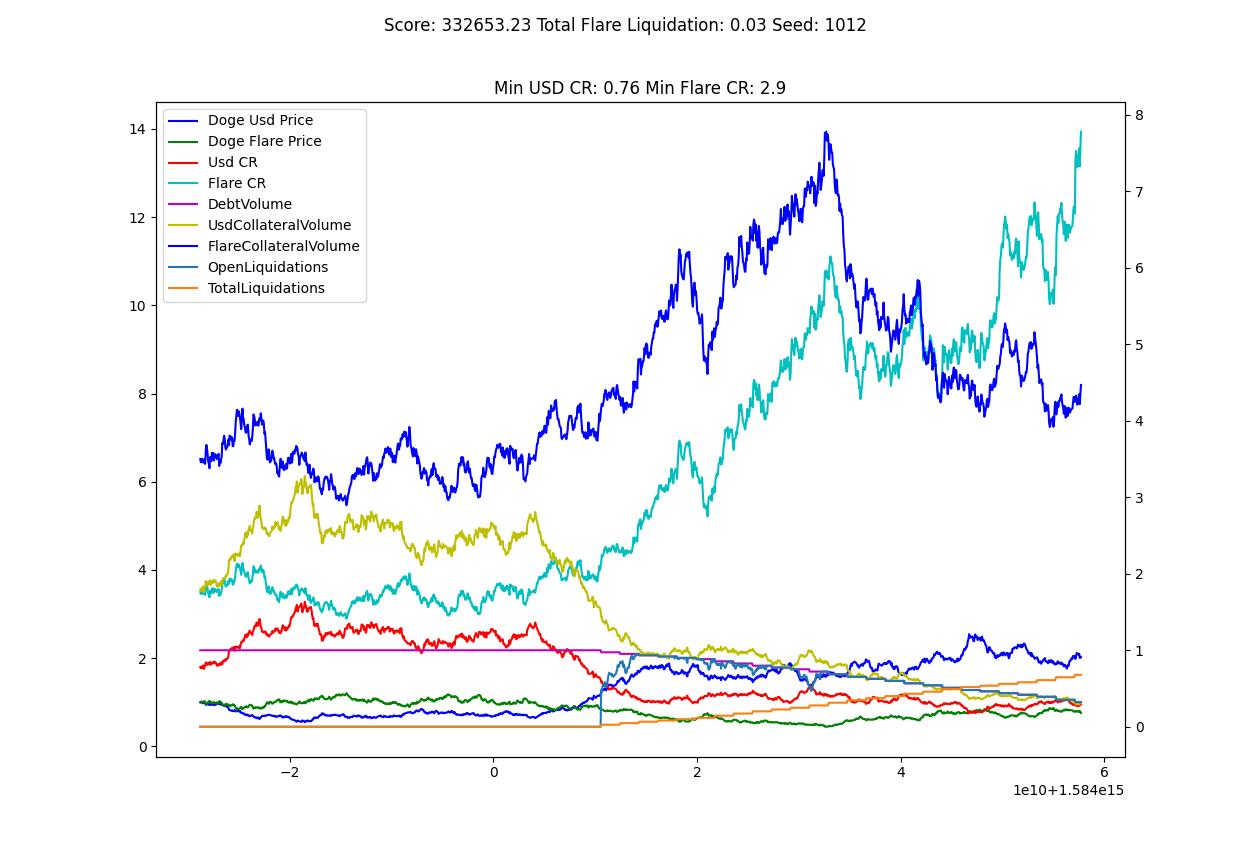 Score: 332653.23 Total Flare Liquidation: 0.03 Seed: 1012
Min USD CR: 0.76 Min Flare CR: 2.9
Doge Usd Price
Doge Flare Price
Usd CR
Flare CR
DebtVolume
UsdCollateralVolume
FlareCollateralVolume
OpenLiquidations
TotalLiquidations
14
12
10
8
6
4
2
0
8
7
6
5
4
3
2
1
0
−2
0
2
4
6
1e10+1.584e15